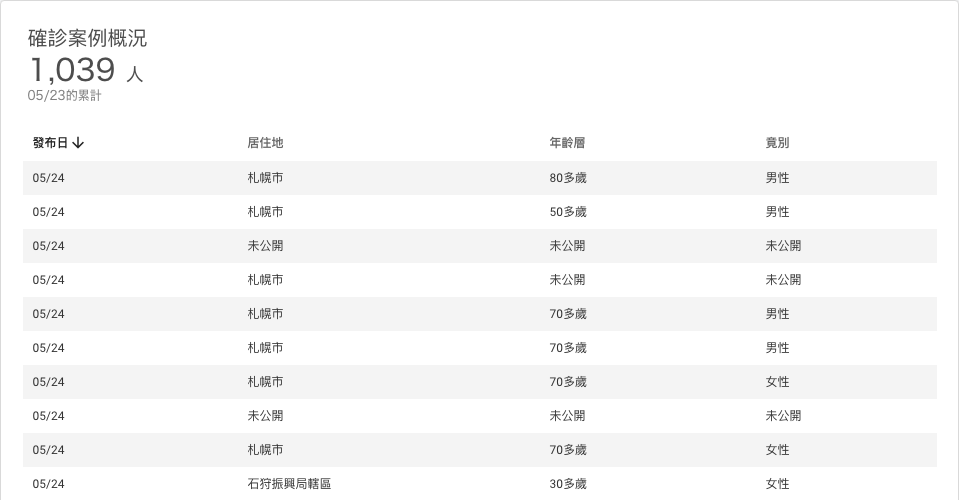 確診案例概況
1,039 人
05/23的累計
發布日↓ 居住地 年齡層 竟別
05/24 札幌市 80多歲 男性
05/24 札幌市 50多歲 男性
05/24 未公開 未公開 未公開
05/24 札幌市 未公開 未公開
05/24 札幌市 70多歲 男性
05/24 札幌市 70多歲 男性
05/24 札幌市 70多歲 女性
05/24 未公開 未公開 未公開
05/24 札幌市 70多歲 女性
05/24 石狩振興局轄區 30多歲 女性